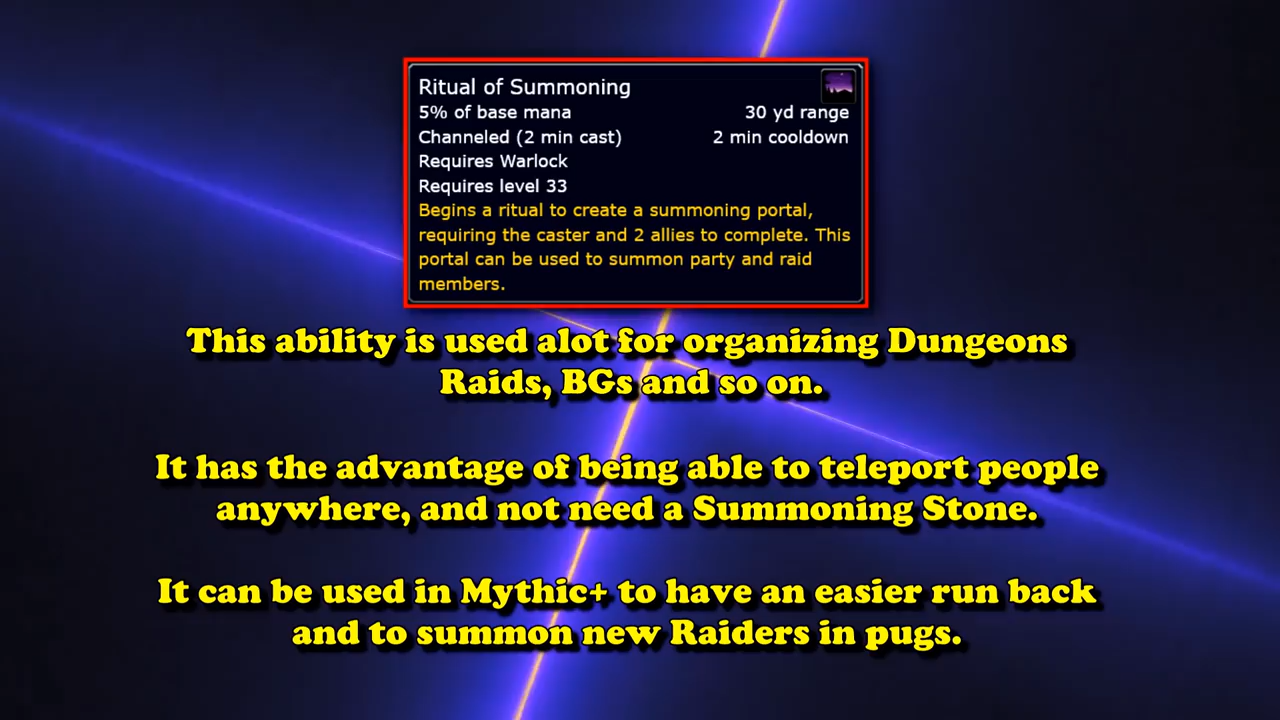 Ritual of Summoning
5% of base mana 30 yd range
Channeled (2 min cast) 2 min cooldown
Requires Warlock
Requires level 33
Begins a ritual to create a summoning portal,
requiring the caster and 2 allies to complete. This
portal can be used to summon party and raid
members.
This ability is used alot for organizing Dungeons
Raids, BGs and so on.
It has the advantage of being able to teleport people
anywhere, and not need a Summoning Stone.
It can be used in Mythic+ to have an easier run back
and to summon new Raiders in pugs.